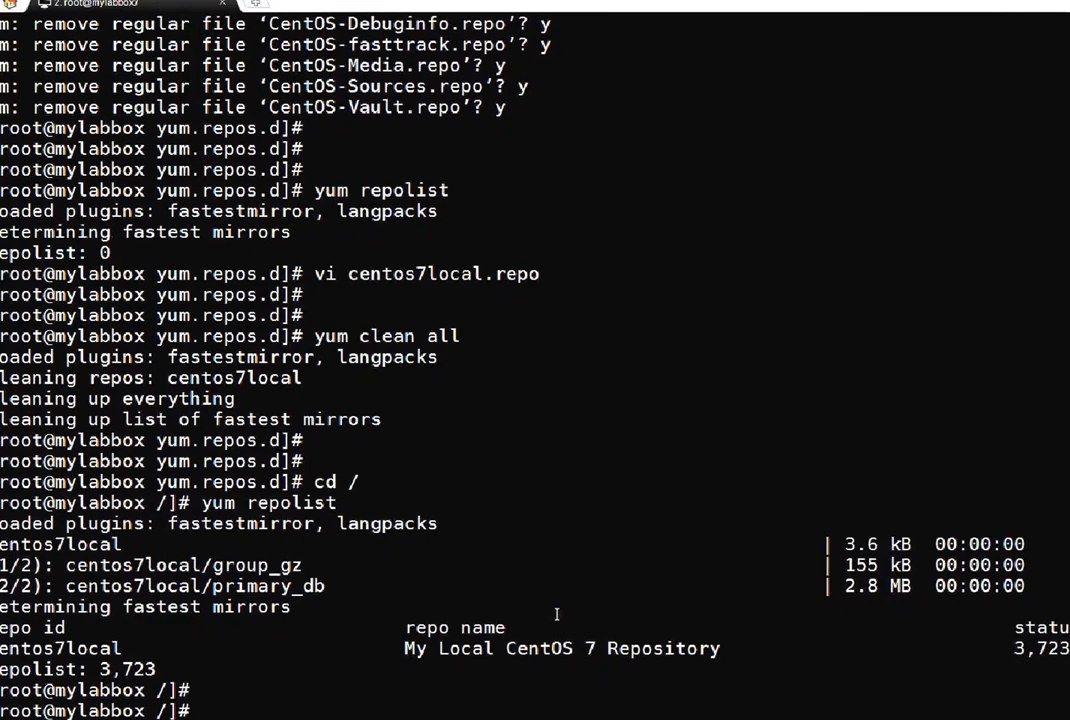 2. root@mylabbox7
m: remove regular file ‘CentOS-Debuginfo.repo’? y
m: remove regular file ‘CentOS-fasttrack.repo’? y
m: remove regular file ‘CentOS-Media.repo’? y
m: remove regular file ‘CentOS-Sources.repo’? y
m: remove regular file ‘CentOS-Vault.repo’? y
root@mylabbox yum.repos.d]#
root@mylabbox yum.repos.d]#
root@mylabbox yum.repos.d]#
root@mylabbox yum.repos.d]# yum repolist
oaded plugins: fastestmirror, langpacks
etermining fastest mirrors
epolist: 0
root@mylabbox yum.repos.d]# vi centos7local.repo
root@mylabbox yum.repos.d]#
root@mylabbox yum.repos.d]#
root@mylabbox yum.repos.d]# yum clean all
oaded plugins: fastestmirror, langpacks
leaning repos: centos7local
leaning up everything
leaning up list of fastest mirrors
root@mylabbox yum.repos.d]#
root@mylabbox yum.repos.d]#
root@mylabbox yum.repos.d]# cd /
root@mylabbox /]# yum repolist
oaded plugins: fastestmirror, langpacks
entos7local | 3.6 kB 00:00:00
1/2): centos7local/group_gz | 155 kB 00:00:00
2/2): centos7local/primary_db | 2.8 MB 00:00:00
etermining fastest mirrors
epo id repo name statu
entos7local My Local CentOS 7 Repository 3,723
epolist: 3,723
root@mylabbox /]#
root@mylabbox /]#